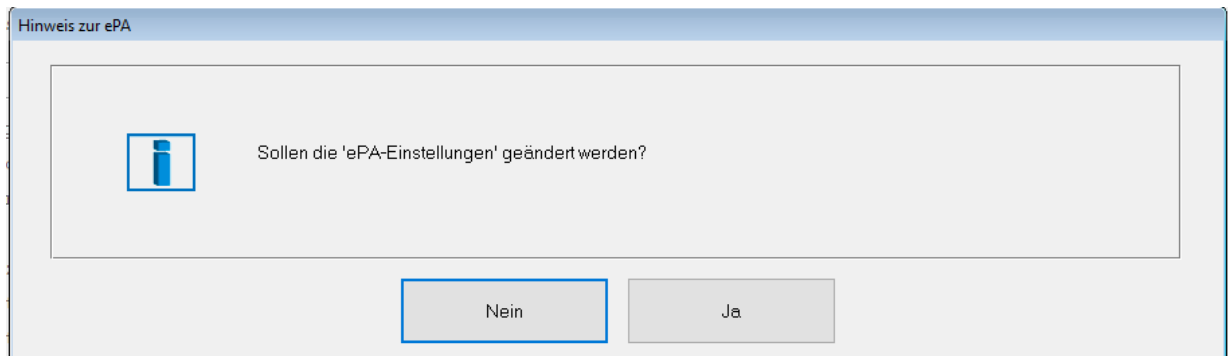 Hinweis zur ePA
Sollen die 'ePA-Einstellungen' geändert werden?
Nein
Ja